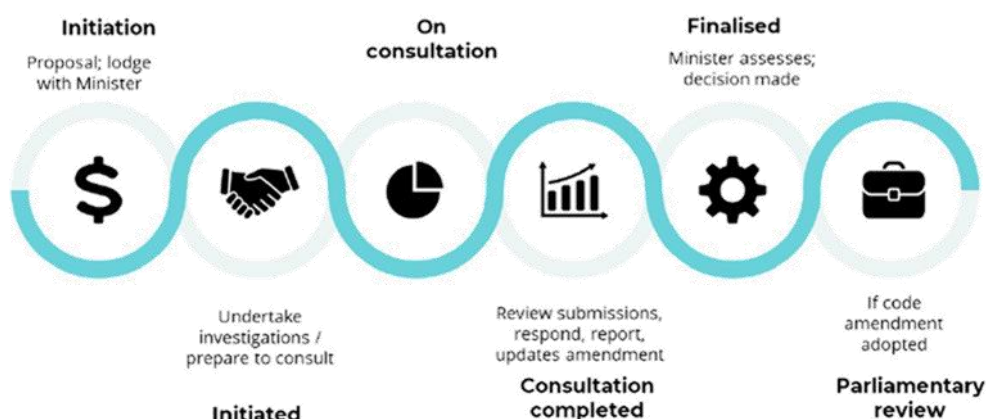 Initiation
Proposal; lodge
with Minister
Undertake
investigations /
prepare to consult
Initiated
On
consultation
Review submissions,
respond, report,
updates amendment
Consultation
completed
Finalised
Minister assesses;
decision made
If code
amendment
adopted
Parliamentary
review